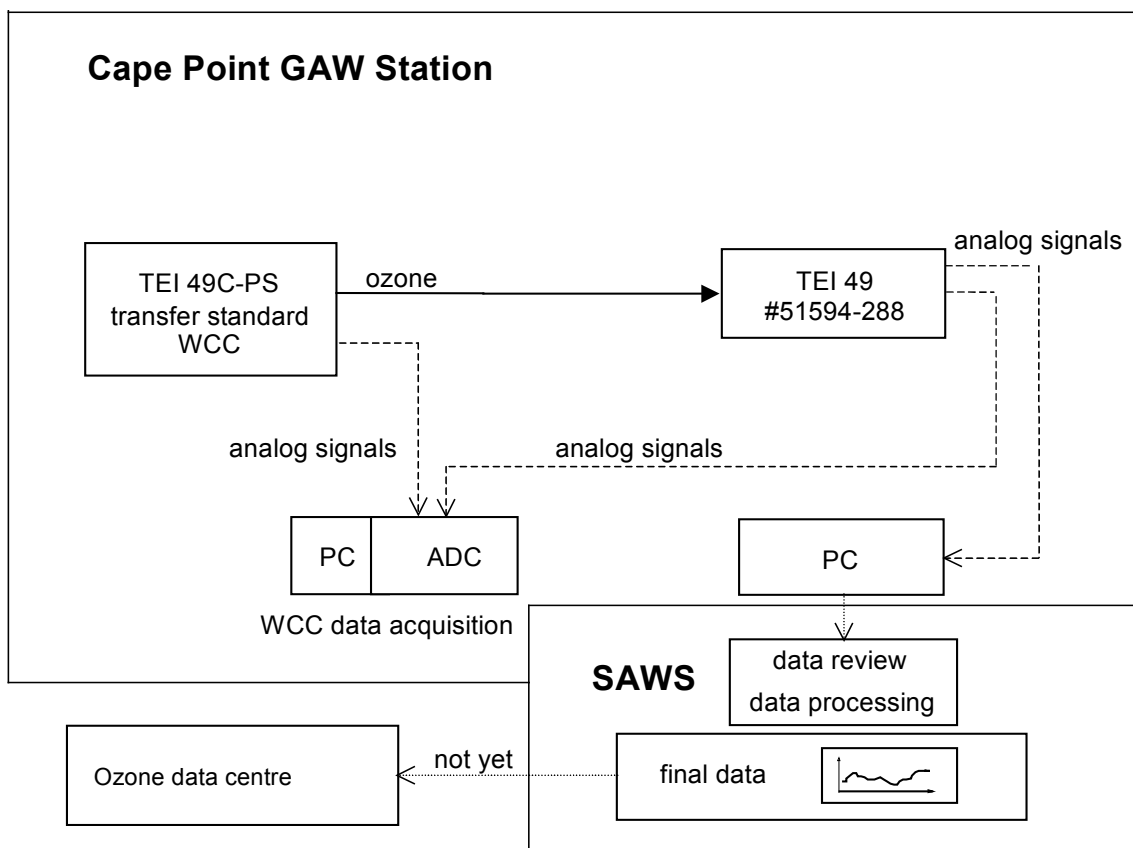 Cape Point GAW Station
analog signals
TEI 49C-PS
transfer standard
WCC
ozone
TEI 49
#51594-288
analog signals
analog signals
PC
ADC
PC
WCC data acquisition
SAWS
data review
data processing
Ozone data centre
not yet
final data